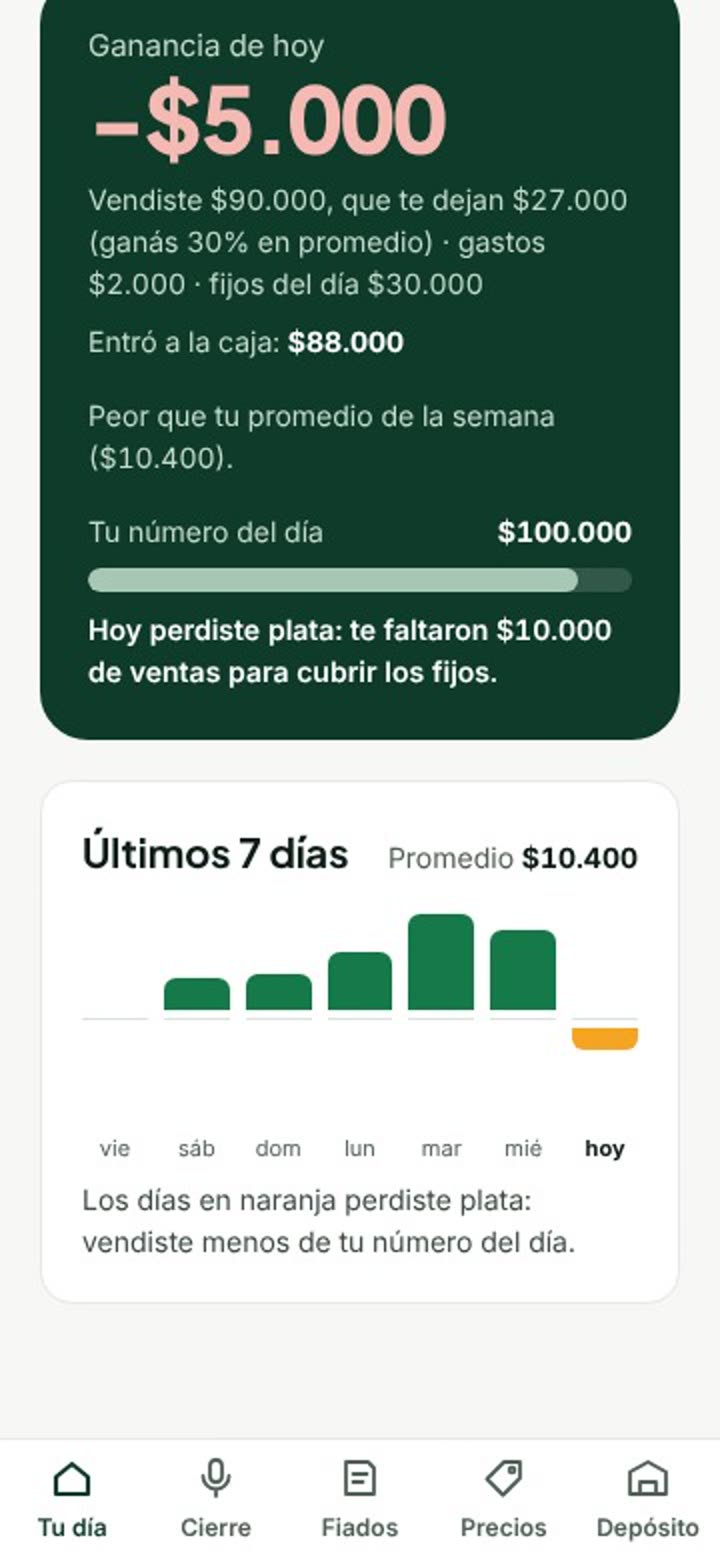 Ganancia de hoy
−$5.000
Vendiste $90.000, que te dejan $27.000
(ganás 30% en promedio) · gastos
$2.000 · fijos del día $30.000
Entró a la caja: $88.000
Peor que tu promedio de la semana
($10.400).
Tu número del día $100.000
Hoy perdiste plata: te faltaron $10.000
de ventas para cubrir los fijos.
Últimos 7 días Promedio $10.400
vie sáb dom lun mar mié hoy
Los días en naranja perdiste plata:
vendiste menos de tu número del día.
Tu día Cierre Fiados Precios Depósito